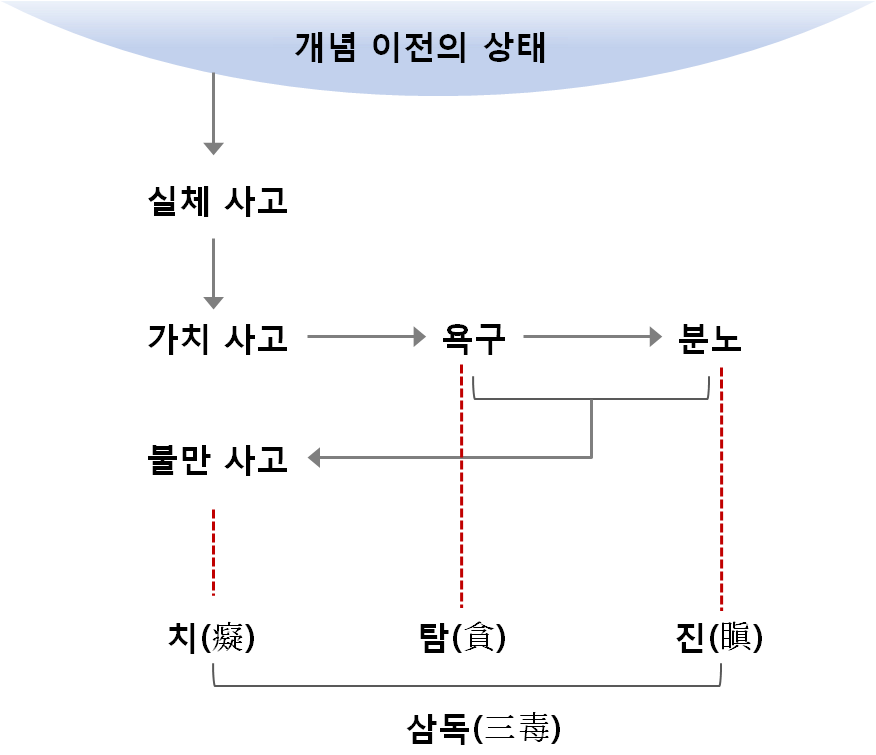 개념 이전의 상태
실체 사고
가치 사고
욕구
분노
불만 사고
치(癡)
탐(貪)
진(瞋)
삼독(三毒)